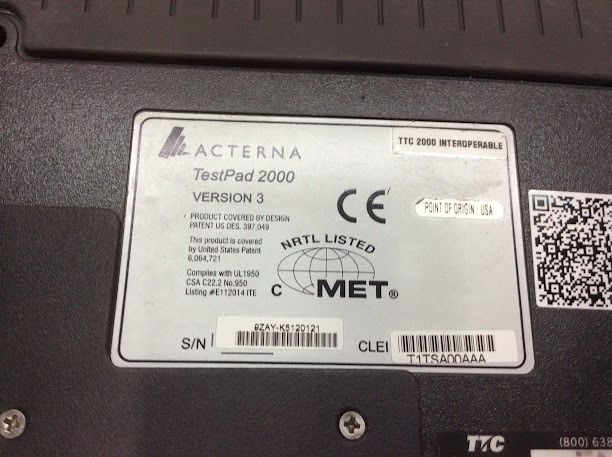 ACTERNA
TTC 2000 INTEROPERABLE
TestPad 2000
VERSION 3
CE
POINT OF ORIGIN: USA
PRODUCT COVERED BY DESIGN
PATENT US DES. 397,049
This product is covered
by United States Patent
6,064,721
NRTL LISTED
Complies with UL1950
CSA C22.2 No.950
Listing #E112014 ITE
C MET®
S/N
9ZAY-K5120121
CLEI
T1TSA00AAA
TTC
(800) 638